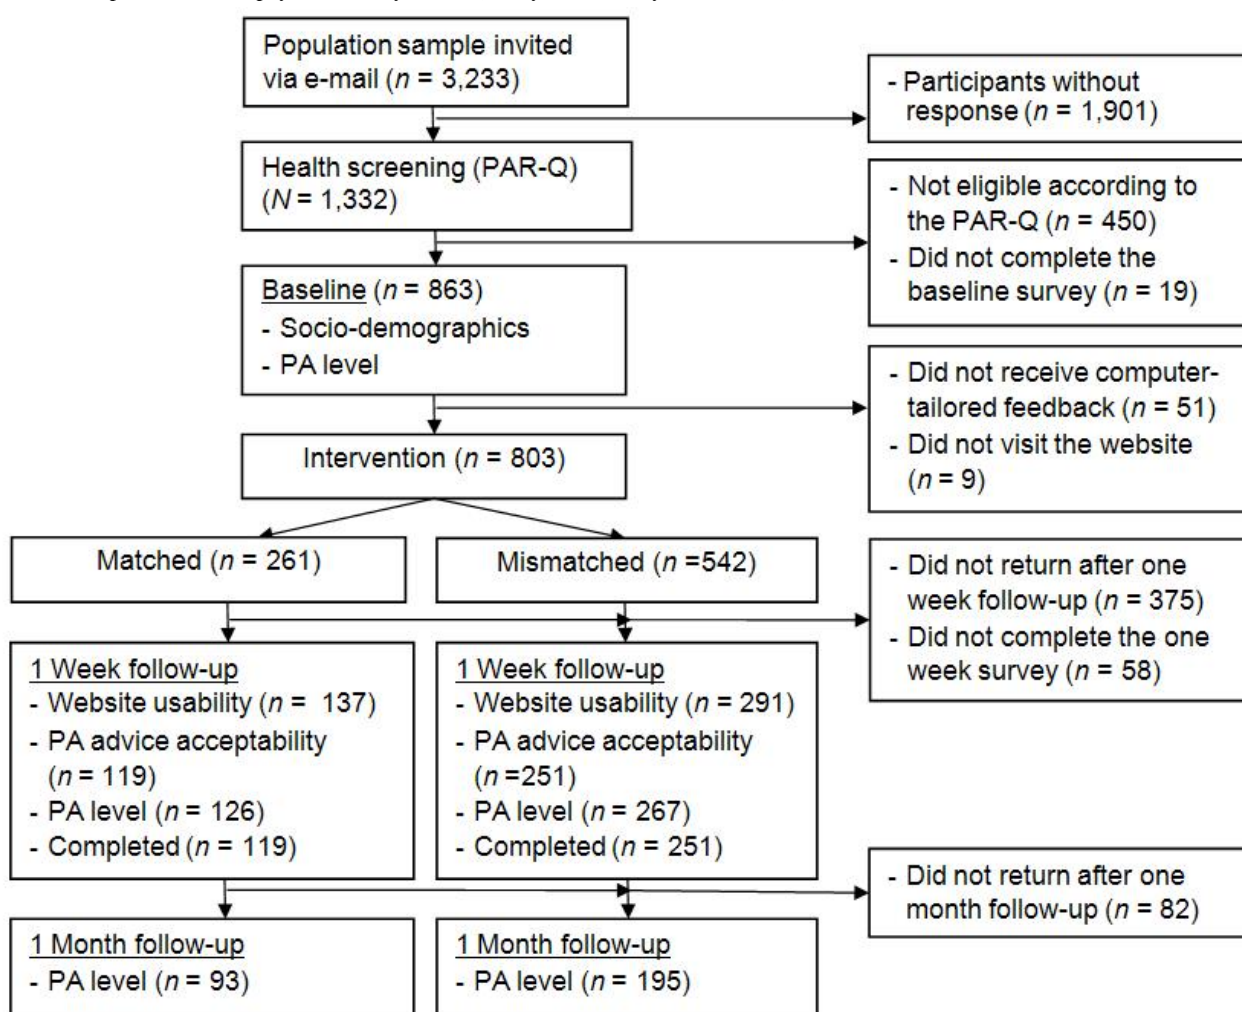 Population sample invited
via e-mail (n = 3,233)
- Participants without
response (n = 1,901)
Health screening (PAR-Q)
(N = 1,332)
- Not eligible according to
the PAR-Q (n = 450)
- Did not complete the
baseline survey (n = 19)
Baseline (n = 863)
- Socio-demographics
- PA level
- Did not receive computer-
tailored feedback (n = 51)
- Did not visit the website
(n = 9)
Intervention (n = 803)
Matched (n = 261)
Mismatched (n =542)
- Did not return after one
week follow-up (n = 375)
- Did not complete the one
week survey (n = 58)
1 Week follow-up
- Website usability (n = 137)
- PA advice acceptability
(n = 119)
- PA level (n = 126)
- Completed (n = 119)
1 Week follow-up
- Website usability (n = 291)
- PA advice acceptability
(n =251)
- PA level (n = 267)
- Completed (n = 251)
- Did not return after one
month follow-up (n = 82)
1 Month follow-up
- PA level (n = 93)
1 Month follow-up
- PA level (n = 195)